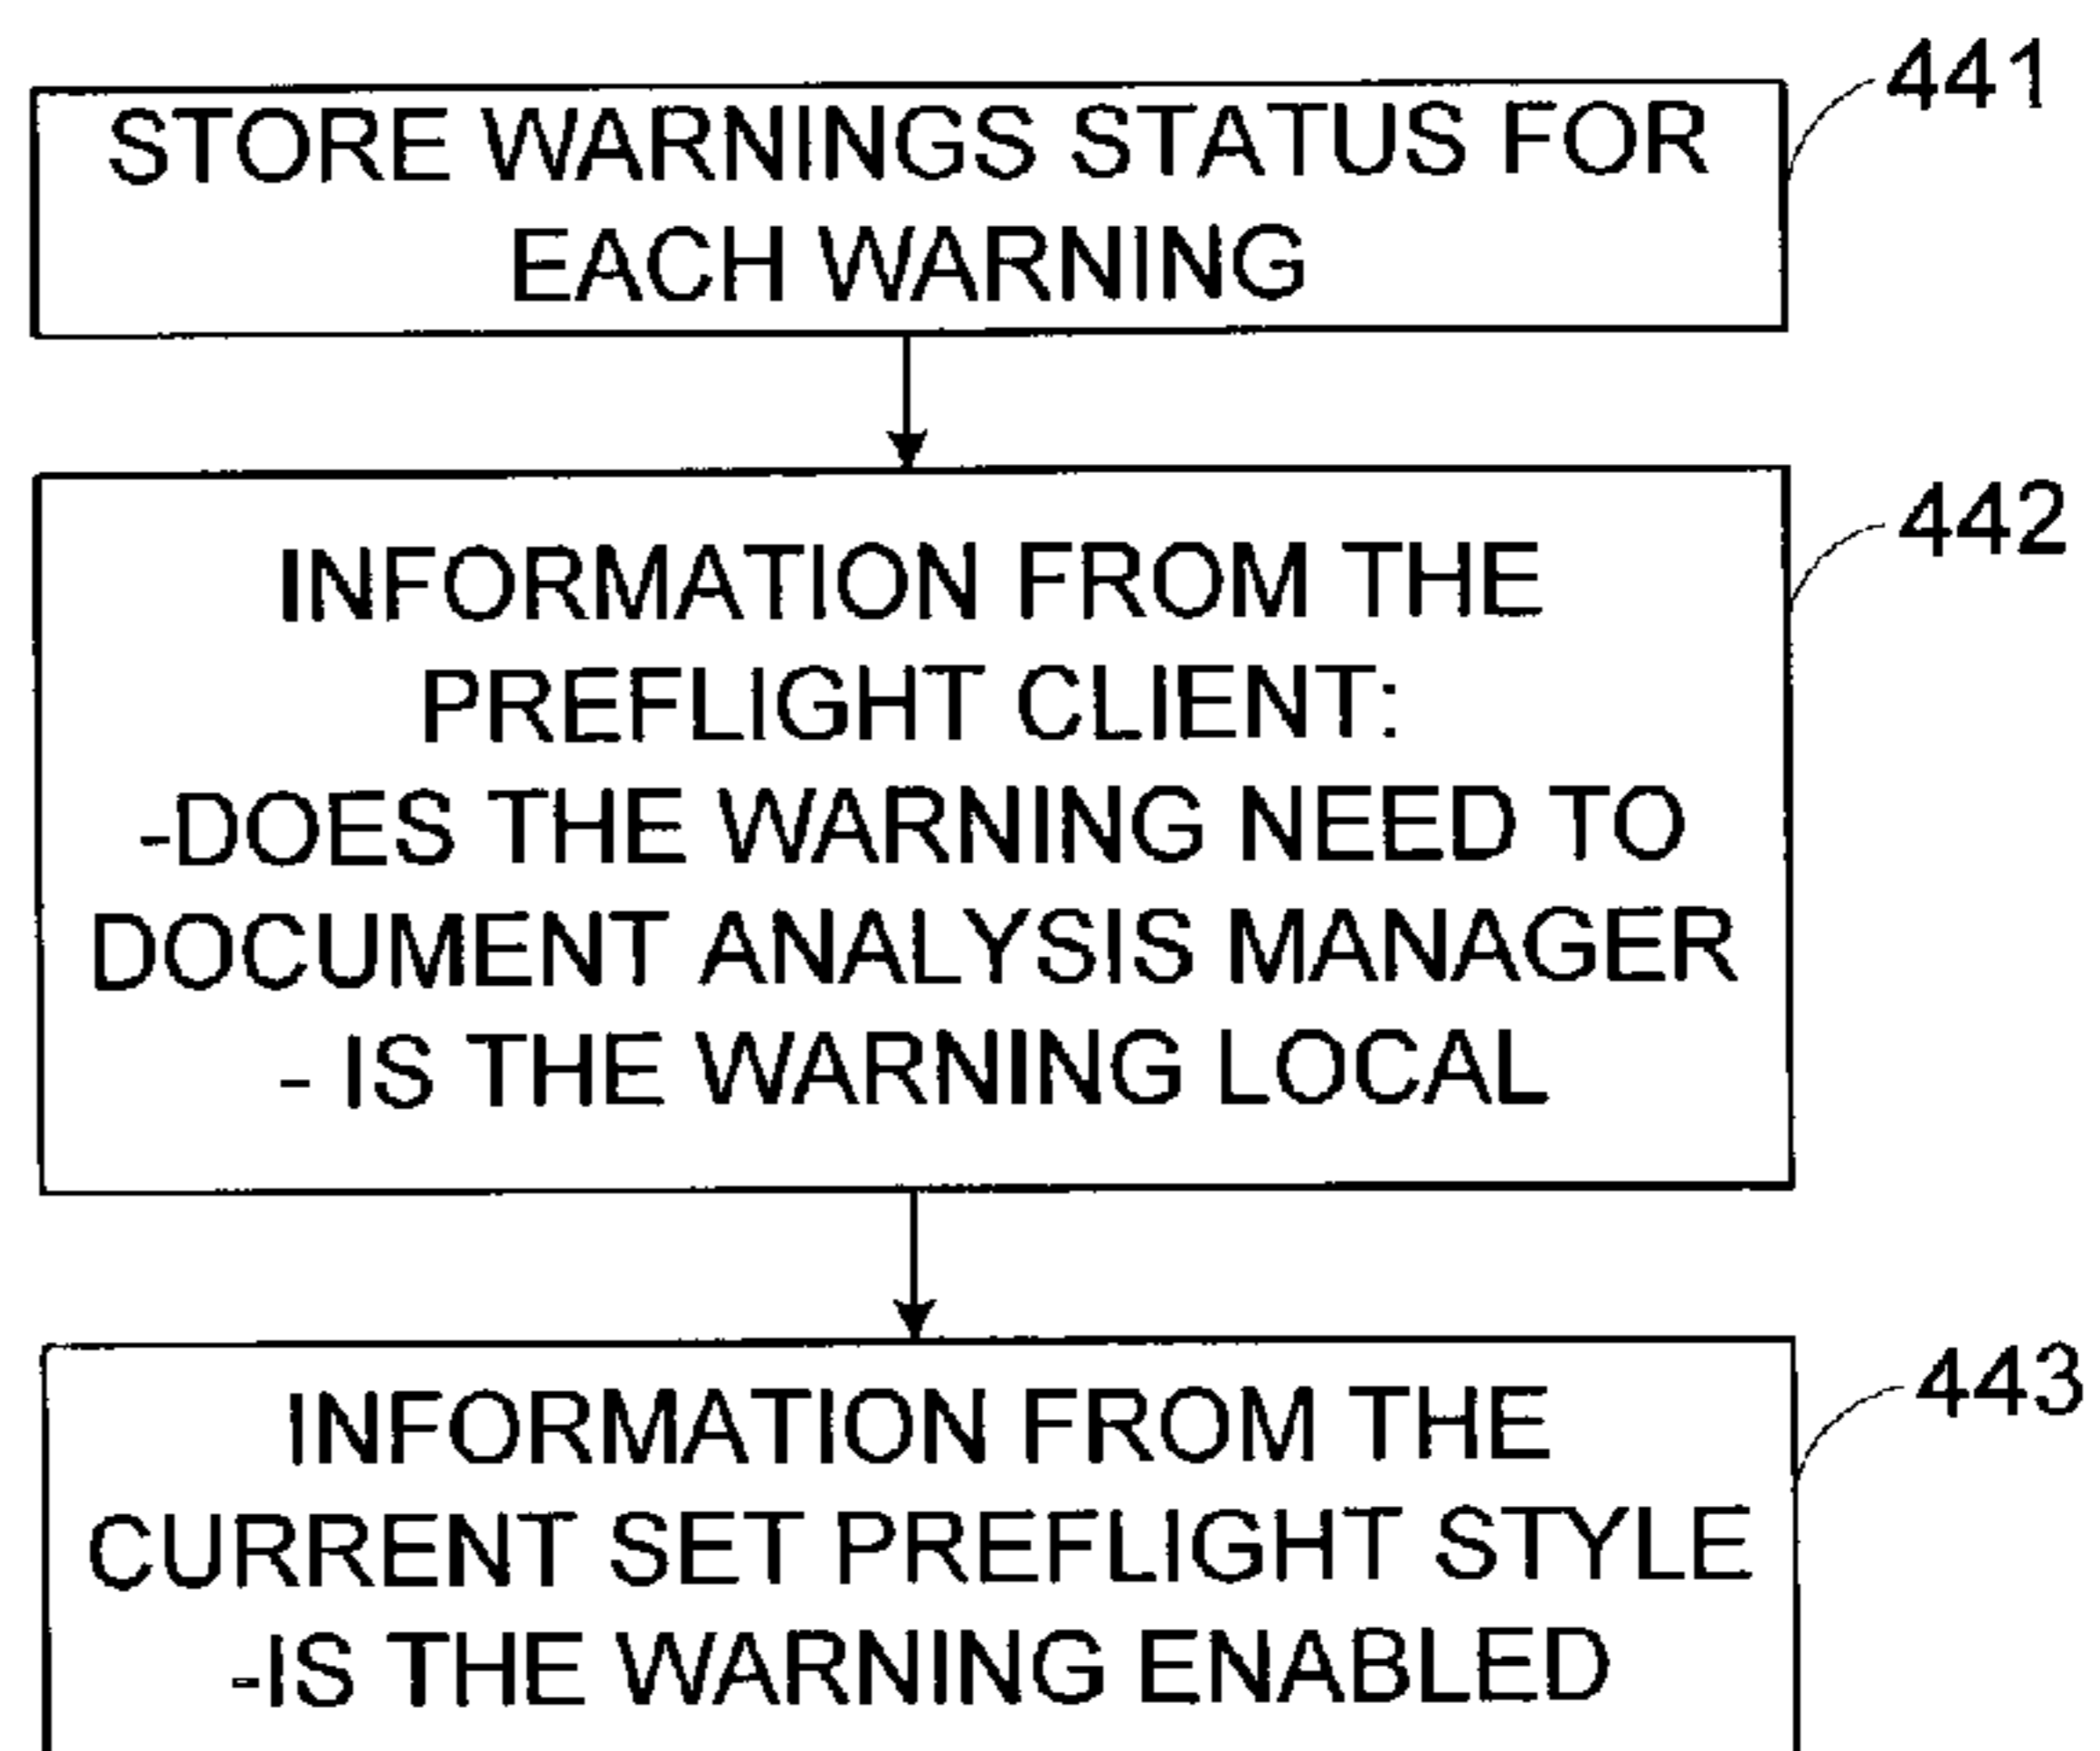 STORE WARNINGS STATUS FOR
EACH WARNING
441
INFORMATION FROM THE
PREFLIGHT CLIENT:
-DOES THE WARNING NEED TO
DOCUMENT ANALYSIS MANAGER
- IS THE WARNING LOCAL
442
INFORMATION FROM THE
CURRENT SET PREFLIGHT STYLE
-IS THE WARNING ENABLED
443